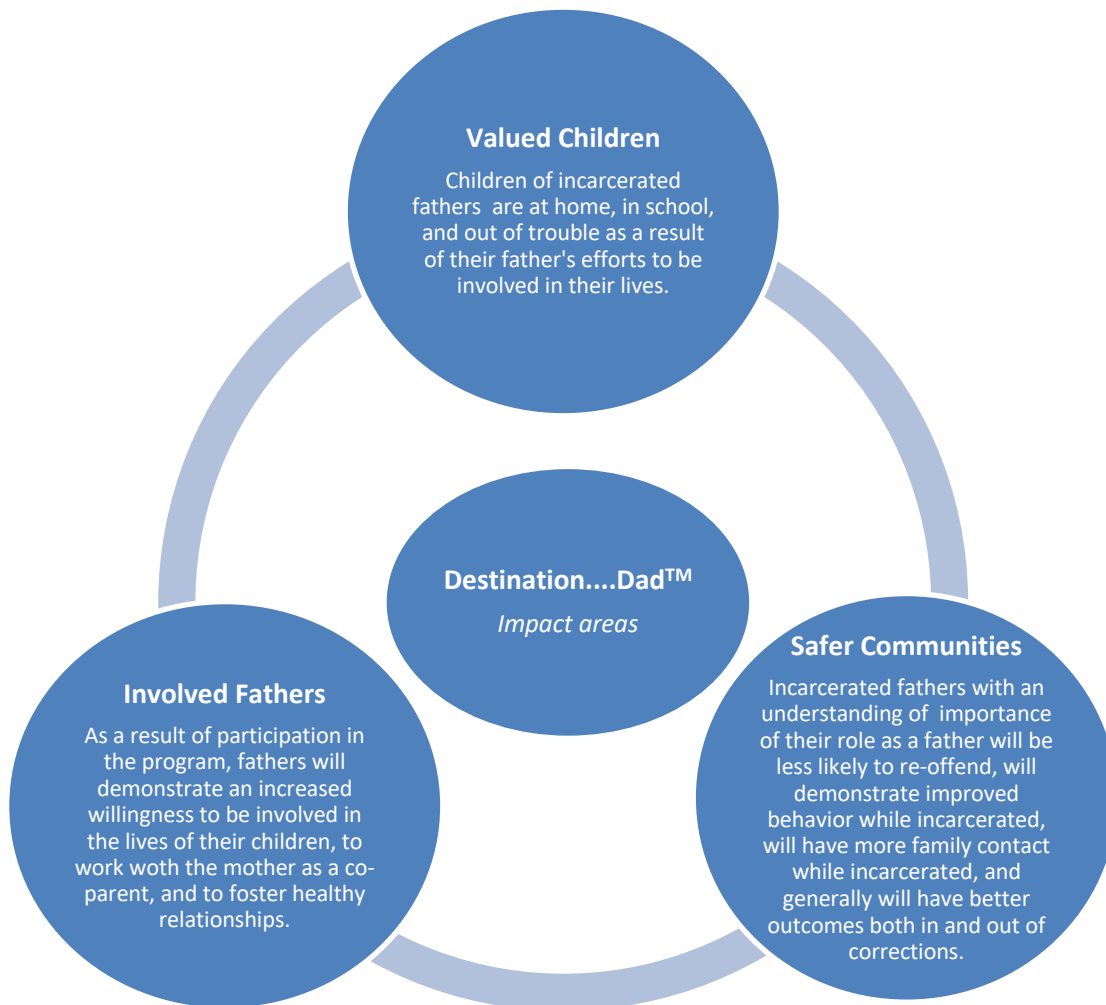 Valued Children
Children of incarcerated
fathers are at home, in school,
and out of trouble as a result
of their father's efforts to be
involved in their lives.
Destination....Dad™
Impact areas
Safer Communities
Incarcerated fathers with an
understanding of importance
of their role as a father will be
less likely to re-offend, will
demonstrate improved
behavior while incarcerated,
will have more family contact
while incarcerated, and
generally will have better
outcomes both in and out of
corrections.
Involved Fathers
As a result of participation in
the program, fathers will
demonstrate an increased
willingness to be involved in
the lives of their children, to
work woth the mother as a co-
parent, and to foster healthy
relationships.